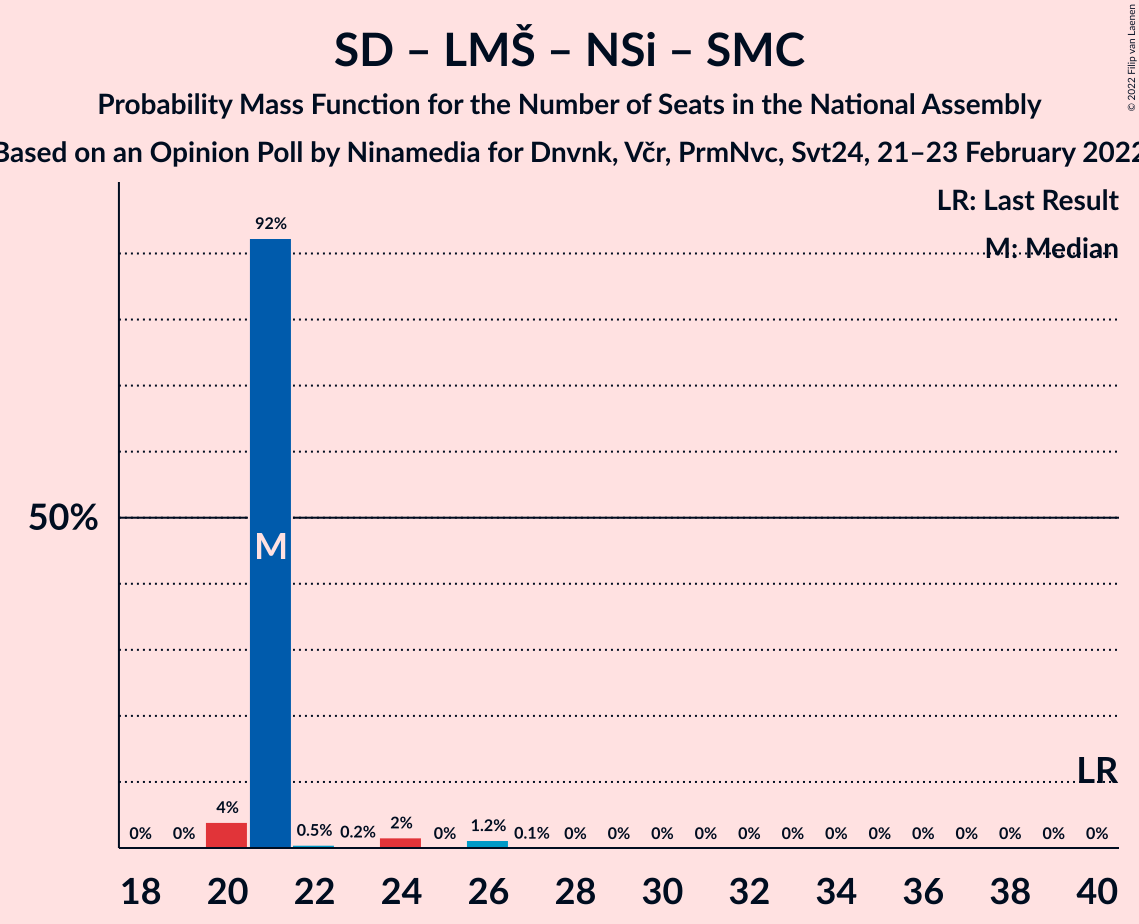 SD – LMŠ – NSi – SMC
Probability Mass Function for the Number of Seats in the National Assembly
Based on an Opinion Poll by Ninamedia for Dnvnk, Včr, PrmNvc, Svt24, 21–23 February 2022
© 2022 Filip van Laenen
LR: Last Result
M: Median
92%
50%
M
LR
0% 0% 4% 0.5% 0.2% 2% 0% 1.2% 0.1% 0% 0% 0% 0% 0% 0% 0% 0% 0% 0% 0% 0% 0%
18 20 22 24 26 28 30 32 34 36 38 40